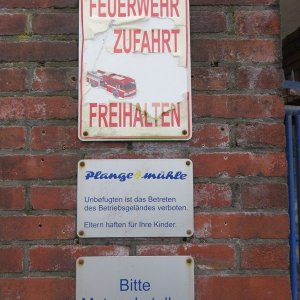 FEUERWEHR
ZUFAHRT
FREIHALTEN
Plange mühle
Unbefugten ist das Betreten
des Betriebsgeländes verboten.
Eltern haften für Ihre Kinder.
Bitte